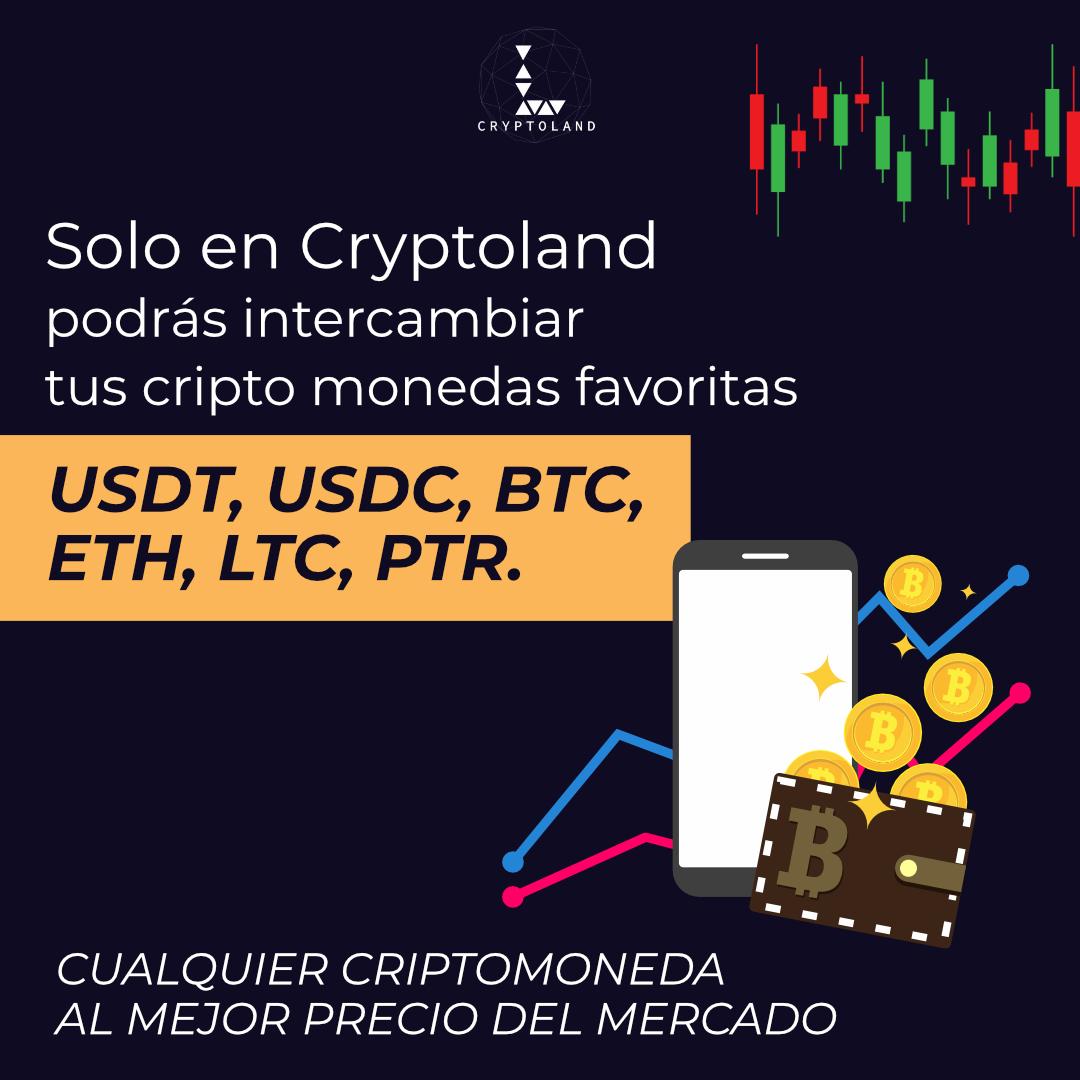 CRYPTOLAND
Solo en Cryptoland
podrás intercambiar
tus cripto monedas favoritas
USDT, USDC, BTC,
ETH, LTC, PTR.
CUALQUIER CRIPTOMONEDA
AL MEJOR PRECIO DEL MERCADO